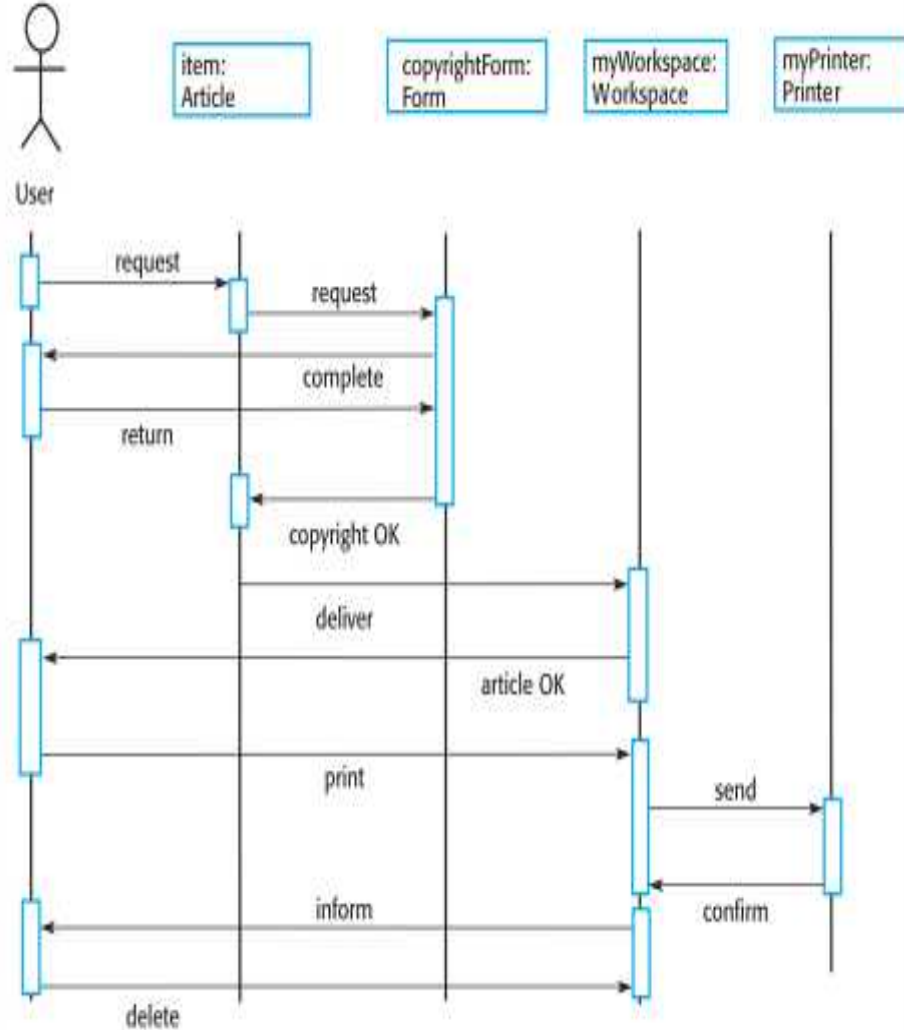 item:
Article
copyrightForm:
Form
myWorkspace:
Workspace
myPrinter:
Printer
User
request
request
complete
return
copyright OK
deliver
article OK
print
send
inform
confirm
delete